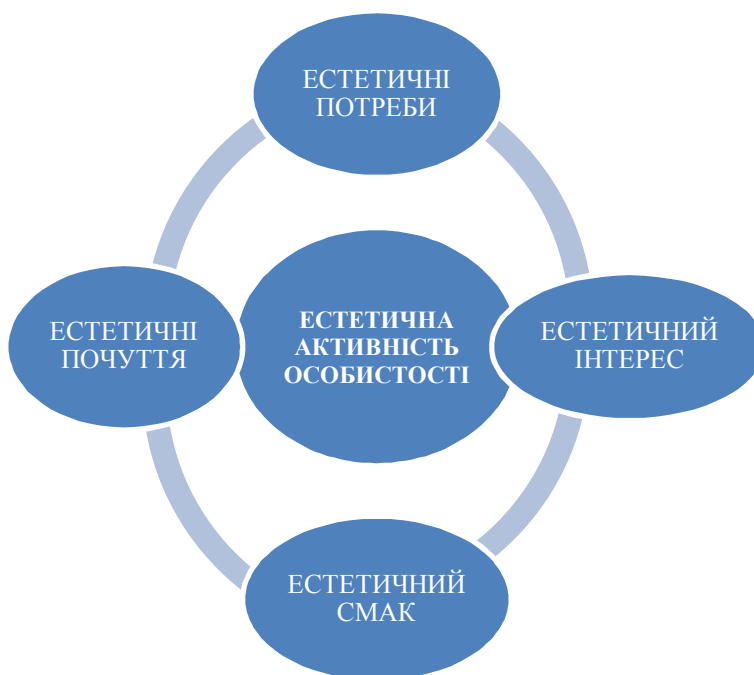 ЕСТЕТИЧНІ
ПОТРЕБИ
ЕСТЕТИЧНІ
ПОЧУТТЯ
ЕСТЕТИЧНА
АКТИВНІСТЬ
ОСОБИСТОСТІ
ЕСТЕТИЧНИЙ
ІНТЕРЕС
ЕСТЕТИЧНИЙ
СМАК